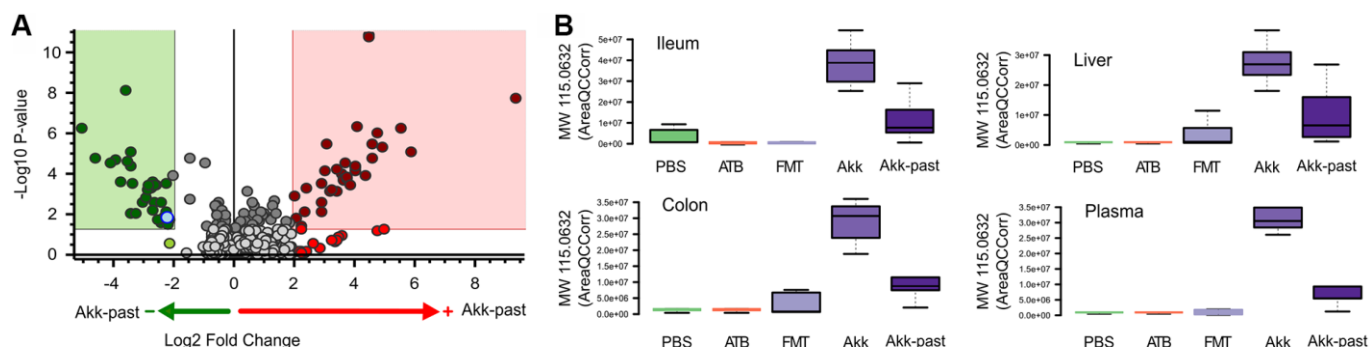 A
-Log10 P-value
10
8
6
4
2
0
-4 -2 0 2 4 6 8
Akk-past - + Akk-past
Log2 Fold Change
B
Ileum
MW 115.0632
(AreaQCCorr)
5e+07
4e+07
3e+07
2e+07
1e+07
0e+00
PBS ATB FMT Akk Akk-past
Liver
MW 115.0632
(AreaQCCorr)
3e+07
2e+07
1e+07
0e+00
PBS ATB FMT Akk Akk-past
Colon
MW 115.0632
(AreaQCCorr)
3.5e+07
3.0e+07
2.5e+07
2.0e+07
1.5e+07
1.0e+07
5.0e+06
0.0e+00
PBS ATB FMT Akk Akk-past
Plasma
MW 115.0632
(AreaQCCorr)
3.5e+07
3.0e+07
2.5e+07
2.0e+07
1.5e+07
1.0e+07
5.0e+06
0.0e+00
PBS ATB FMT Akk Akk-past